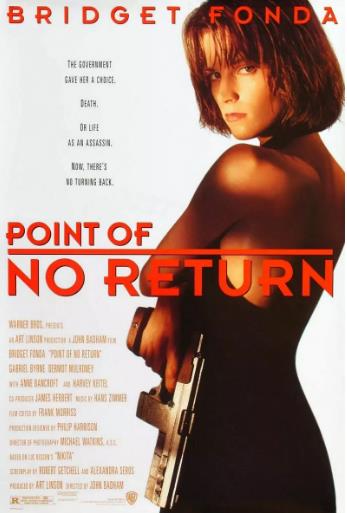 BRIDGET FONDA
THE GOVERNMENT
GAVE HER A CHOICE.
DEATH.
OR LIFE
AS AN ASSASSIN.
NOW, THERE'S
NO TURNING BACK.
POINT OF
NO RETURN
WARNER BROS. PRESENTS
AN ART LINSON PRODUCTION A JOHN BADHAM FILM
BRIDGET FONDA "POINT OF NO RETURN"
GABRIEL BYRNE DERMOT MULRONEY
WITH ANNE BANCROFT AND HARVEY KEITEL
CO-PRODUCER JAMES HERBERT MUSIC BY HANS ZIMMER
FILM EDITED BY FRANK MORRISS
PRODUCTION DESIGNED BY PHILIP HARRISON
DIRECTOR OF PHOTOGRAPHY MICHAEL WATKINS, A.S.C.
BASED ON LUC BESSON'S "NIKITA"
SCREENPLAY BY ROBERT GETCHELL AND ALEXANDRA SEROS
PRODUCED BY ART LINSON DIRECTED BY JOHN BADHAM
R RESTRICTED